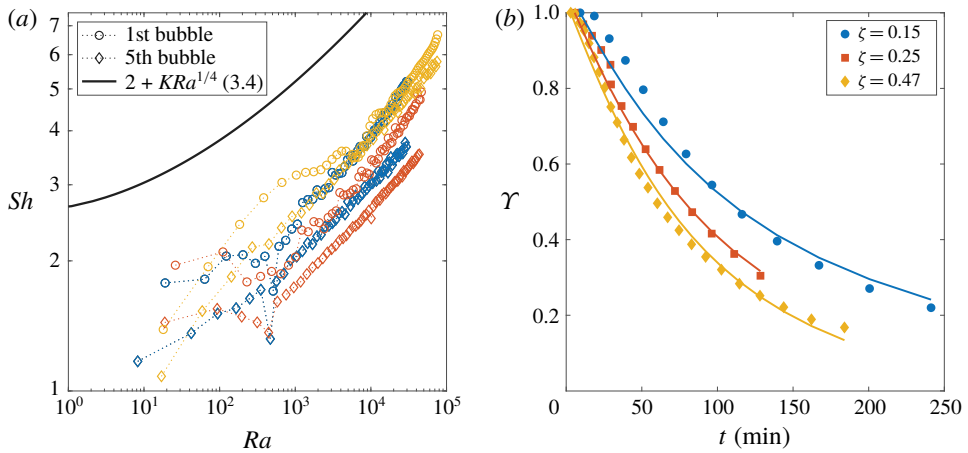 (a)
7
6
5
4
3
2
1
Sh
1st bubble
5th bubble
2 + KRa^{1/4} (3.4)
10^0 10^1 10^2 10^3 10^4 10^5
Ra
(b)
1.0
0.8
0.6
0.4
0.2
ϒ
ζ = 0.15
ζ = 0.25
ζ = 0.47
0 50 100 150 200 250
t (min)